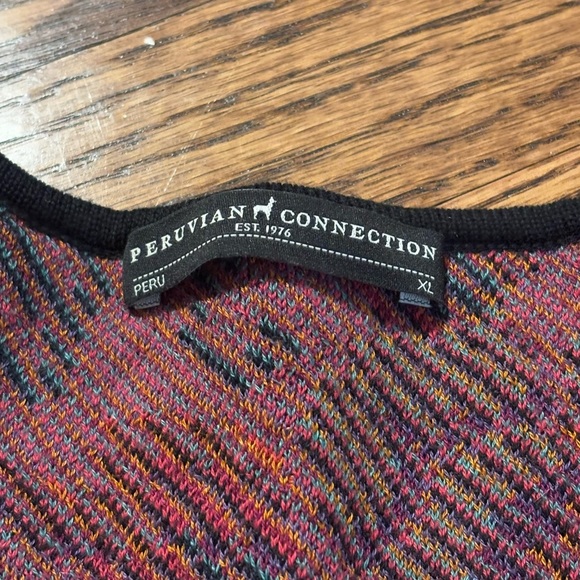 PERUVIAN CONNECTION
EST. 1976
PERU XL